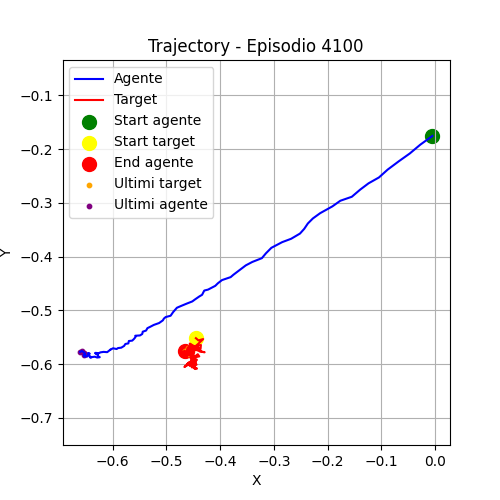 Trajectory - Episodio 4100
Agente
Target
Start agente
Start target
End agente
Ultimi target
Ultimi agente
−0.1
−0.2
−0.3
−0.4
−0.5
−0.6
−0.7
Y
−0.6
−0.5
−0.4
−0.3
−0.2
−0.1
0.0
X